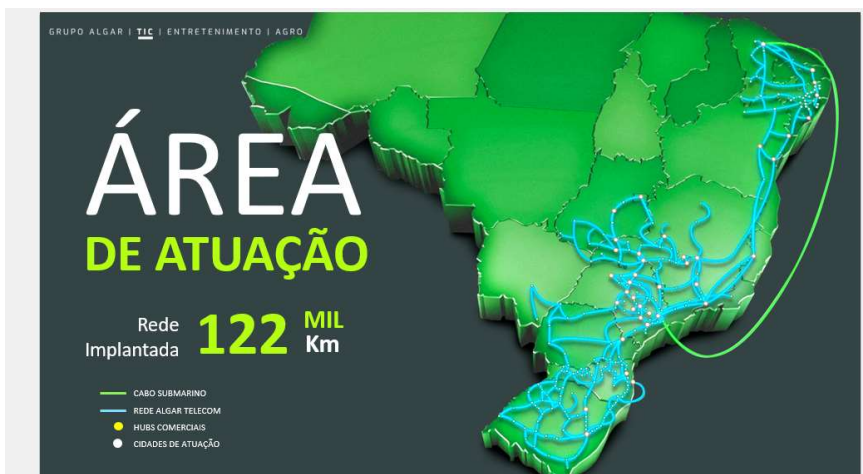 GRUPO ALGAR | TIC | ENTRETENIMENTO | AGRO
ÁREA
DE ATUAÇÃO
Rede
Implantada
122
MIL
Km
CABO SUBMARINO
REDE ALGAR TELECOM
HUBS COMERCIAIS
CIDADES DE ATUAÇÃO